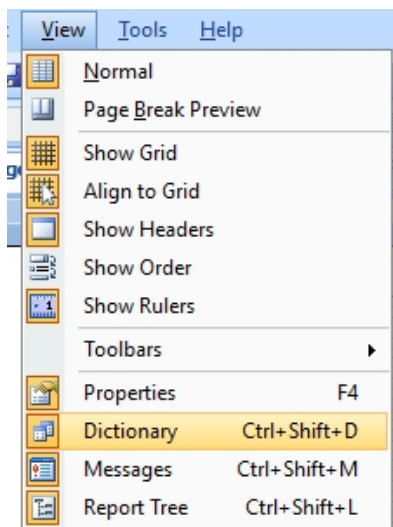 View Tools Help
Normal
Page Break Preview
Show Grid
Align to Grid
Show Headers
Show Order
Show Rulers
Toolbars
Properties F4
Dictionary Ctrl+Shift+D
Messages Ctrl+Shift+M
Report Tree Ctrl+Shift+L